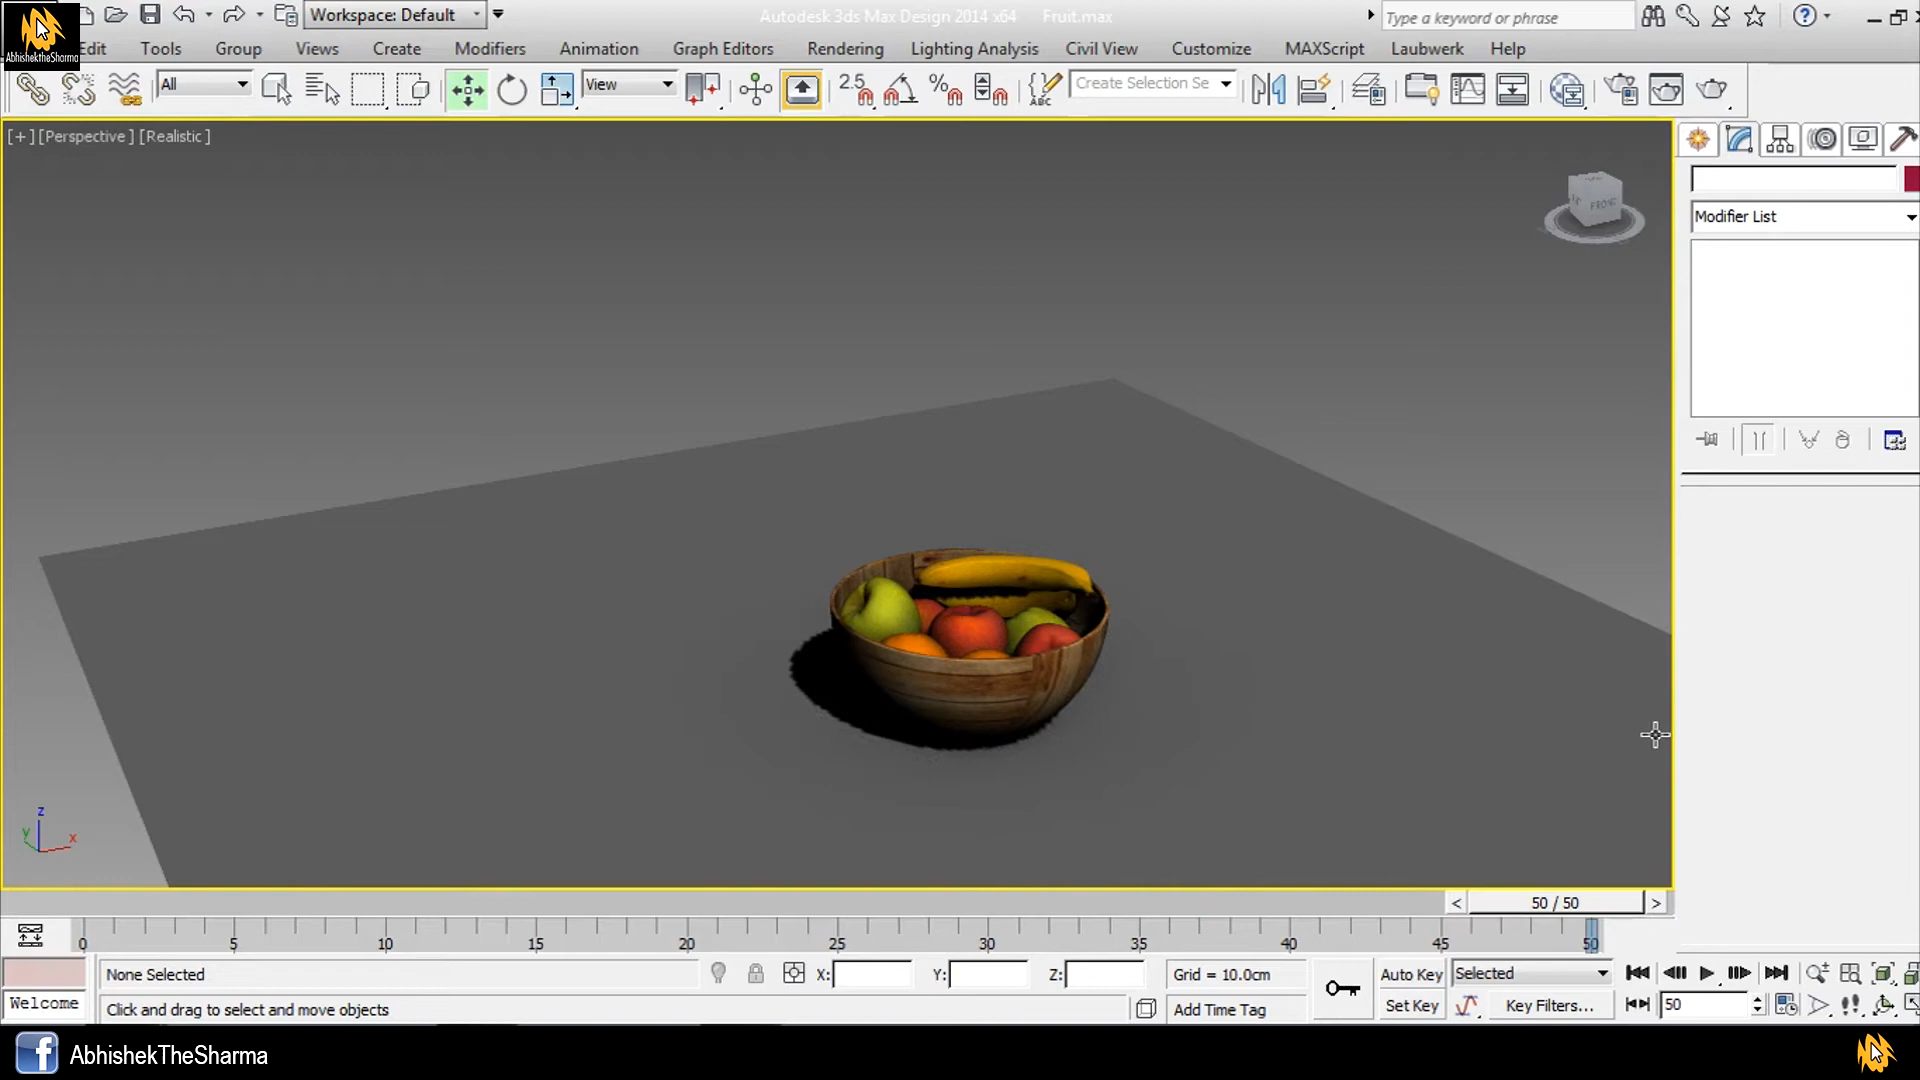 Workspace: Default
Autodesk 3ds Max Design 2014 x64 Fruit.max
Type a keyword or phrase
AbhishektheSharma
Edit Tools Group Views Create Modifiers Animation Graph Editors Rendering Lighting Analysis Civil View Customize MAXScript Laubwerk Help
All
View
2.5
%
ABC
Create Selection Se
[+] [Perspective ] [Realistic ]
FRONT
Modifier List
z
y
x
< 50 / 50 >
0 5 10 15 20 25 30 35 40 45 50
None Selected
X:
Y:
Z:
Grid = 10.0cm
Auto Key
Selected
Welcome
Click and drag to select and move objects
Add Time Tag
Set Key
Key Filters...
50
AbhishekTheSharma